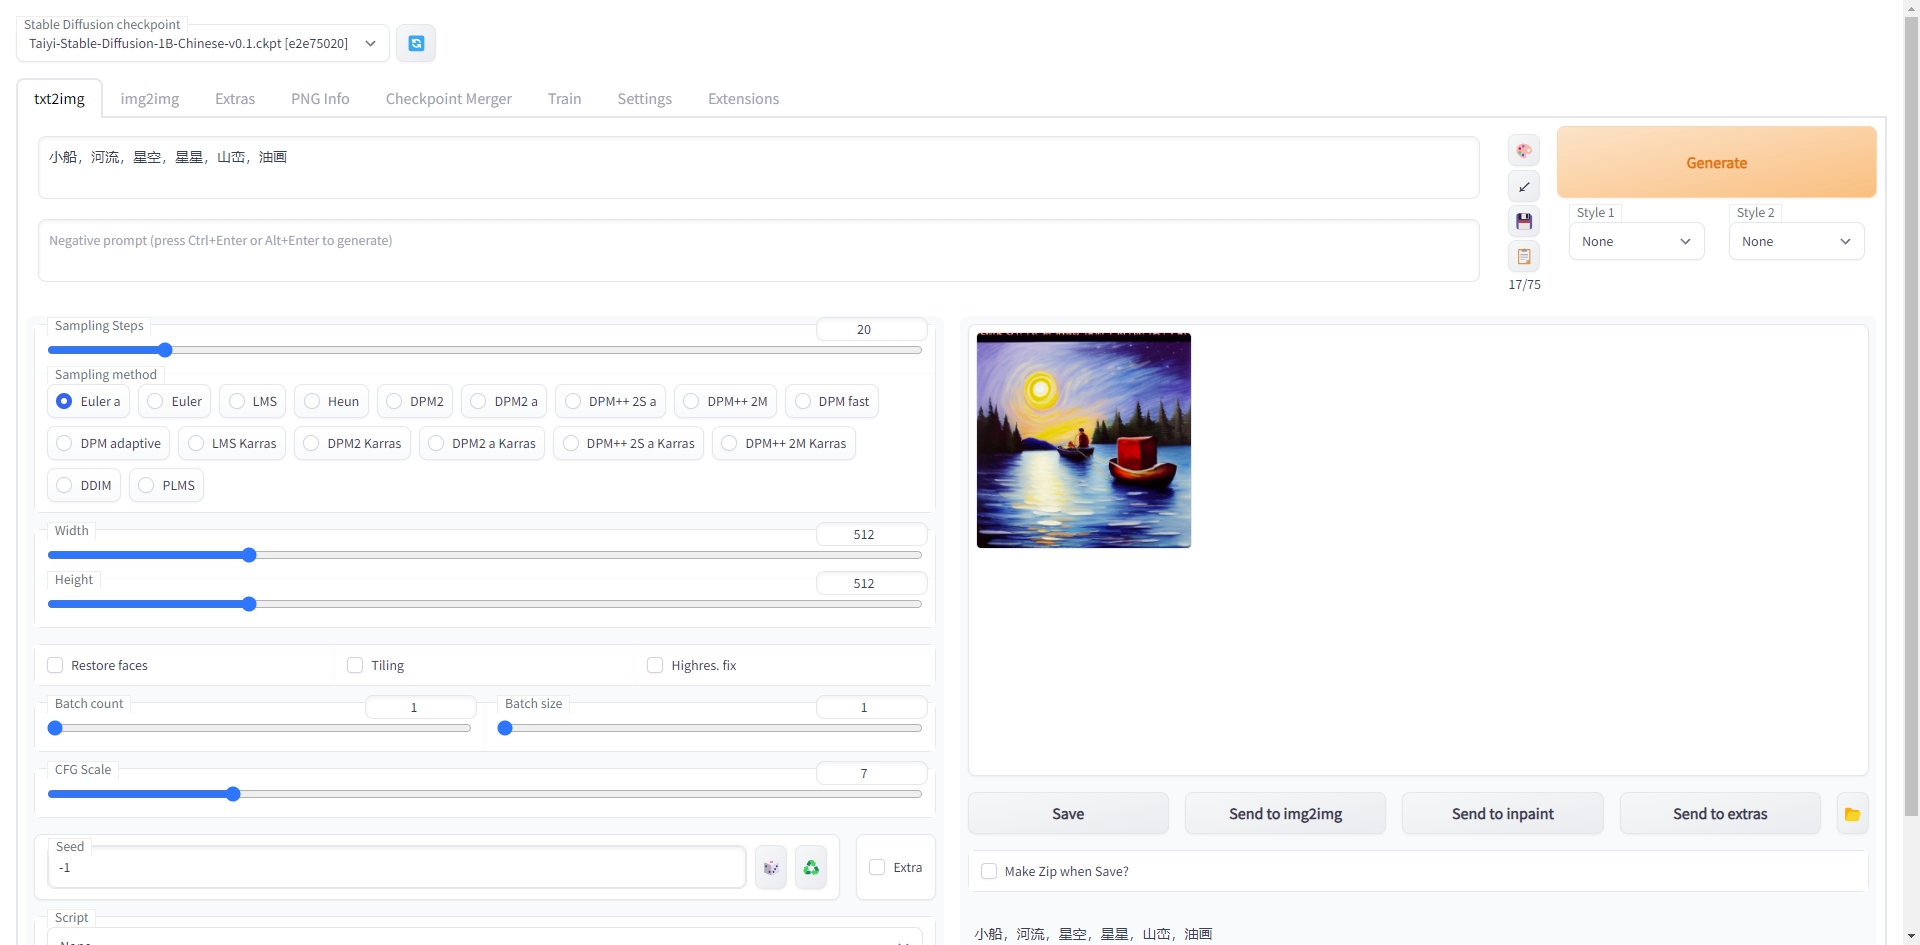 Stable Diffusion checkpoint
Taiyi-Stable-Diffusion-1B-Chinese-v0.1.ckpt [e2e75020]
txt2img img2img Extras PNG Info Checkpoint Merger Train Settings Extensions
小船，河流，星空，星星，山峦，油画
Generate
Style 1 Style 2
None None
Negative prompt (press Ctrl+Enter or Alt+Enter to generate)
17/75
Sampling Steps 20
Sampling method
Euler a Euler LMS Heun DPM2 DPM2 a DPM++ 2S a DPM++ 2M DPM fast
DPM adaptive LMS Karras DPM2 Karras DPM2 a Karras DPM++ 2S a Karras DPM++ 2M Karras
DDIM PLMS
Width 512
Height 512
Restore faces Tiling Highres. fix
Batch count 1 Batch size 1
CFG Scale 7
Seed
-1
Extra
Script
Save Send to img2img Send to inpaint Send to extras
Make Zip when Save?
小船，河流，星空，星星，山峦，油画